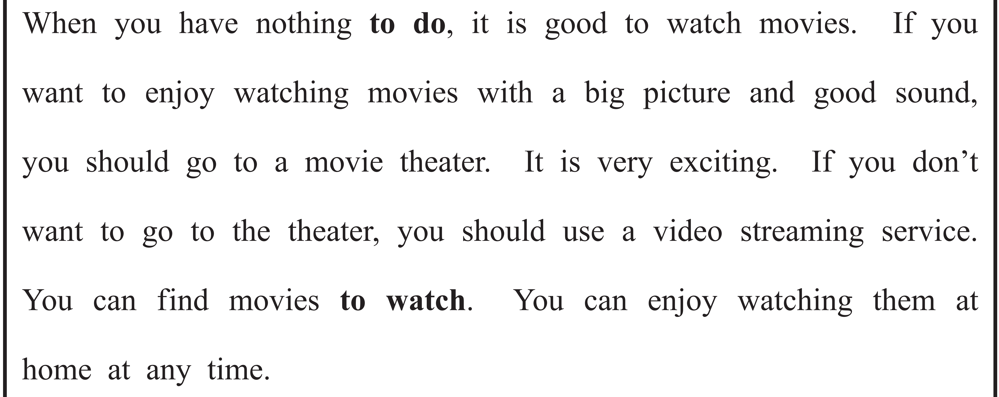 When you have nothing to do, it is good to watch movies. If you
want to enjoy watching movies with a big picture and good sound,
you should go to a movie theater. It is very exciting. If you don’t
want to go to the theater, you should use a video streaming service.
You can find movies to watch. You can enjoy watching them at
home at any time.